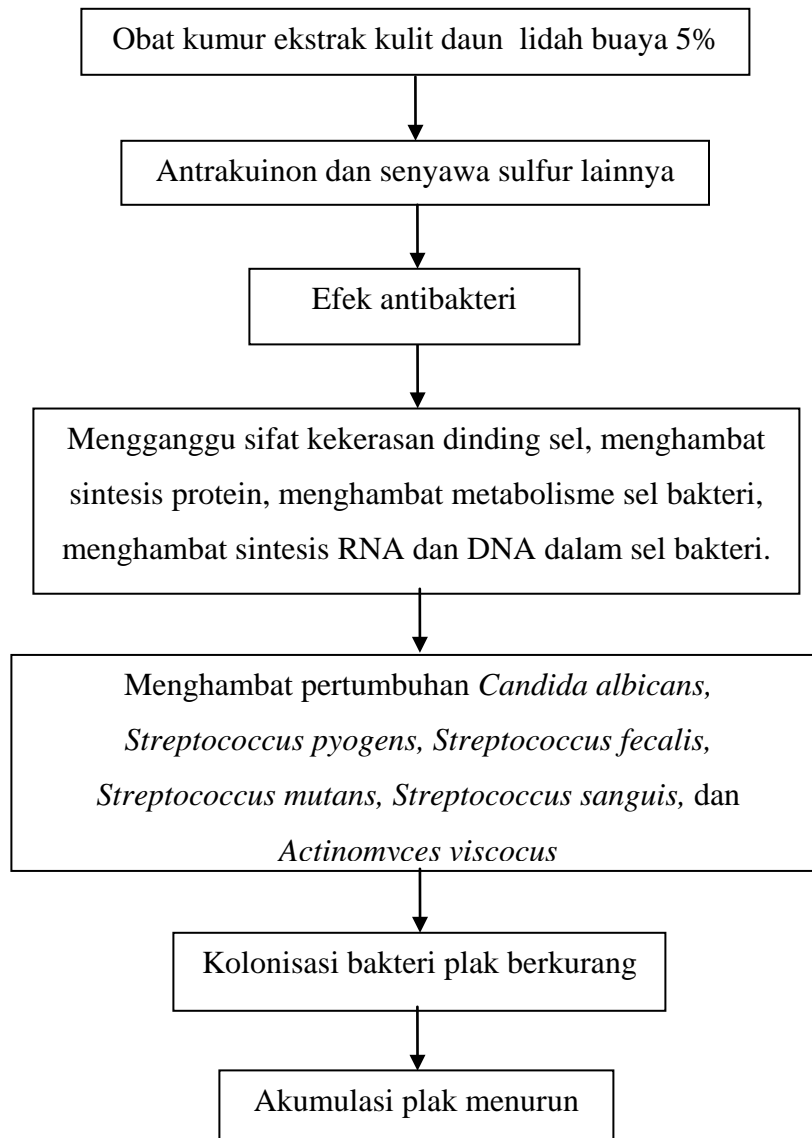 Obat kumur ekstrak kulit daun lidah buaya 5%
Antrakuinon dan senyawa sulfur lainnya
Efek antibakteri
Mengganggu sifat kekerasan dinding sel, menghambat
sintesis protein, menghambat metabolisme sel bakteri,
menghambat sintesis RNA dan DNA dalam sel bakteri.
Menghambat pertumbuhan Candida albicans,
Streptococcus pyogens, Streptococcus fecalis,
Streptococcus mutans, Streptococcus sanguis, dan
Actinomyces viscocus
Kolonisasi bakteri plak berkurang
Akumulasi plak menurun